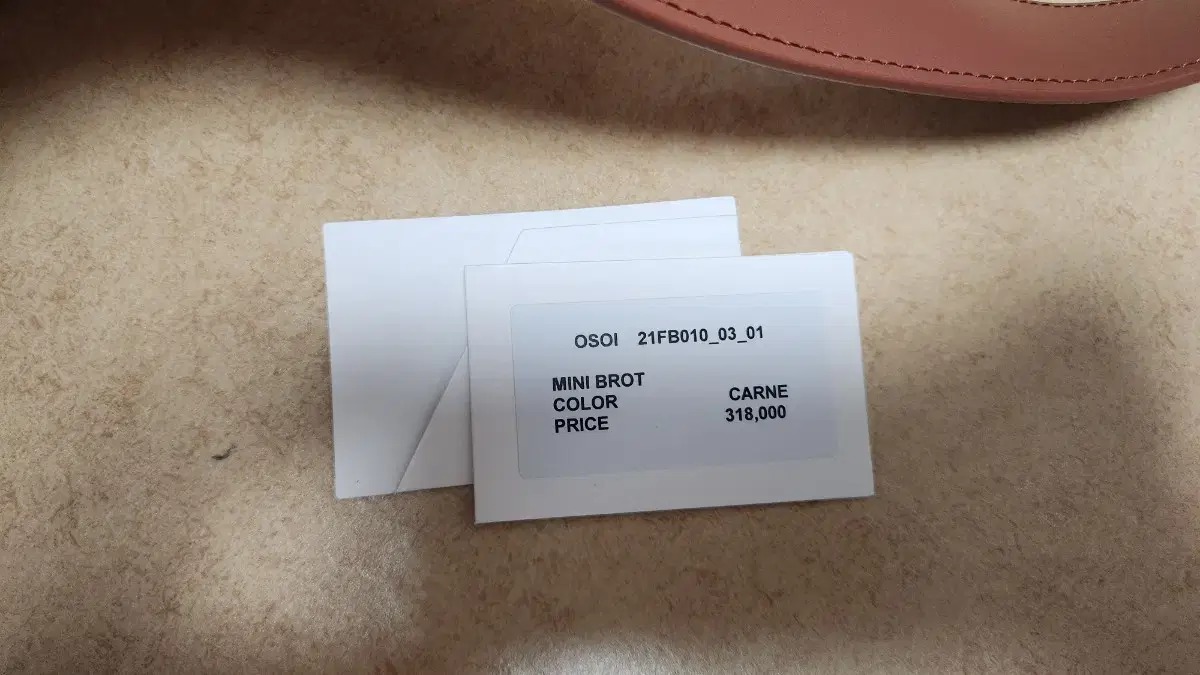 OSOI 21FB010_03_01
MINI BROT
COLOR CARNE
PRICE 318,000